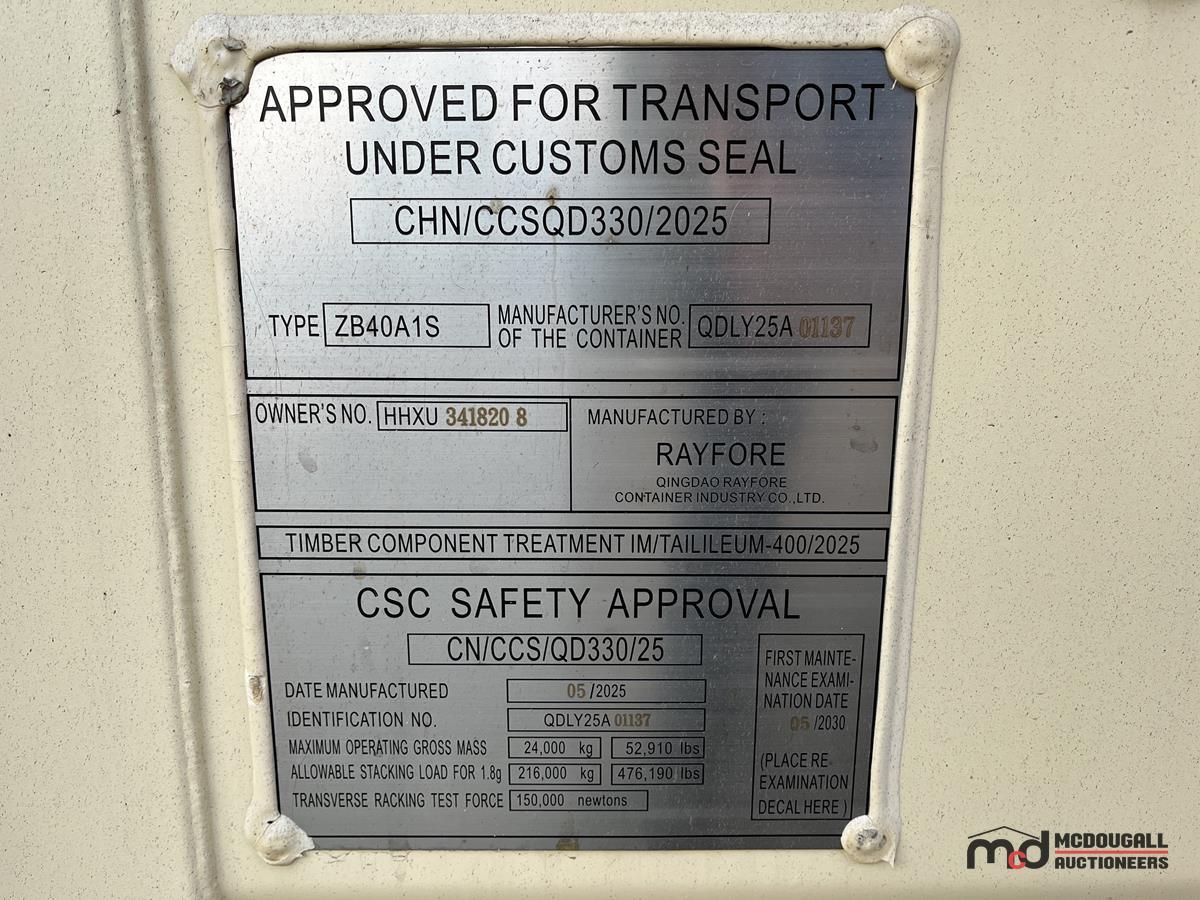 APPROVED FOR TRANSPORT
UNDER CUSTOMS SEAL
CHN/CCSQD330/2025
TYPE ZB40A1S MANUFACTURER'S NO. OF THE CONTAINER QDLY25A 01137
OWNER'S NO. HHXU 341820 8
MANUFACTURED BY :
RAYFORE
QINGDAO RAYFORE
CONTAINER INDUSTRY CO.,LTD.
TIMBER COMPONENT TREATMENT IM/TAILILEUM-400/2025
CSC SAFETY APPROVAL
CN/CCS/QD330/25
DATE MANUFACTURED 05 /2025
IDENTIFICATION NO. QDLY25A 01137
MAXIMUM OPERATING GROSS MASS 24,000 kg 52,910 lbs
ALLOWABLE STACKING LOAD FOR 1.8g 216,000 kg 476,190 lbs
TRANSVERSE RACKING TEST FORCE 150,000 newtons
FIRST MAINTE-
NANCE EXAMI-
NATION DATE
05 /2030
(PLACE RE
EXAMINATION
DECAL HERE )
mcd MCDOUGALL
AUCTIONEERS